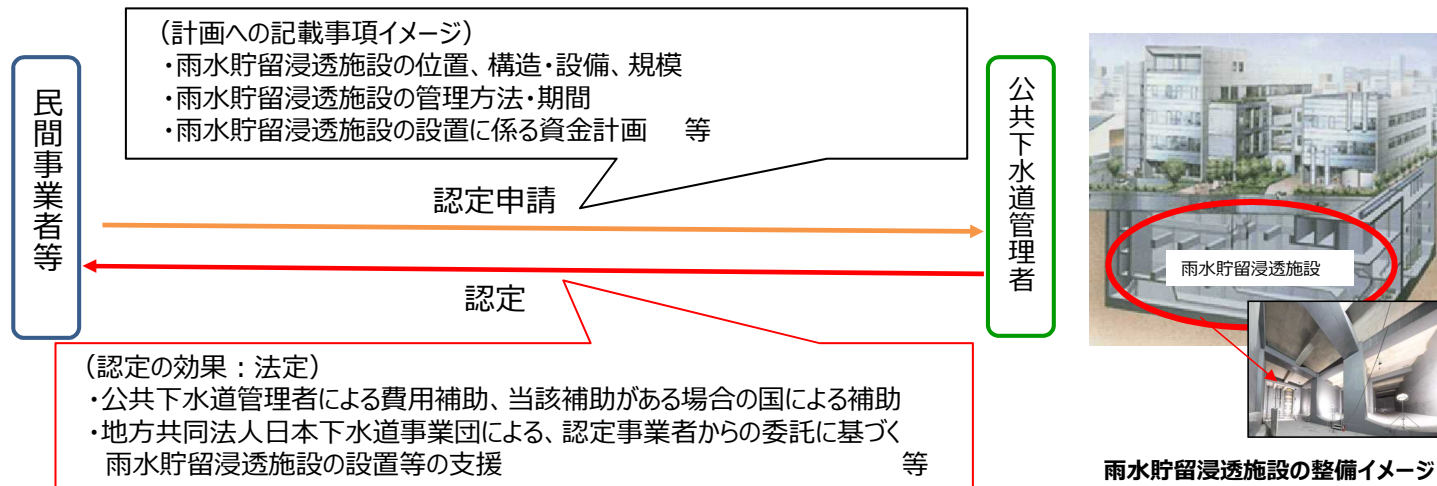 （計画への記載事項イメージ）
・雨水貯留浸透施設の位置、構造・設備、規模
・雨水貯留浸透施設の管理方法・期間
・雨水貯留浸透施設の設置に係る資金計画　等
民間事業者等
公共下水道管理者
認定申請
認定
（認定の効果：法定）
・公共下水道管理者による費用補助、当該補助がある場合の国による補助
・地方共同法人日本下水道事業団による、認定事業者からの委託に基づく
雨水貯留浸透施設の設置等の支援　等
雨水貯留浸透施設
雨水貯留浸透施設の整備イメージ